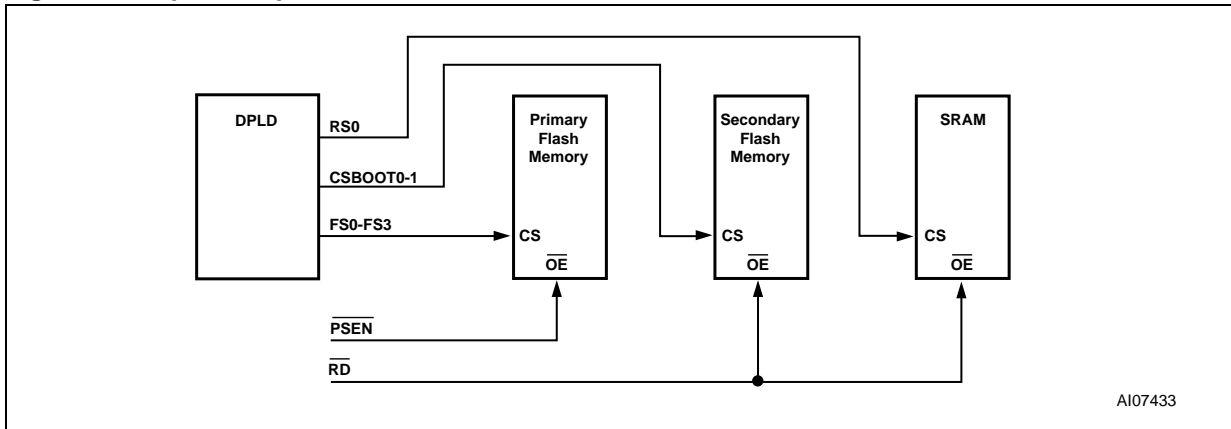 DPLD
RS0
CSBOOT0-1
FS0-FS3
Primary
Flash
Memory
CS
OE
Secondary
Flash
Memory
CS
OE
SRAM
CS
OE
PSEN
RD
AI07433